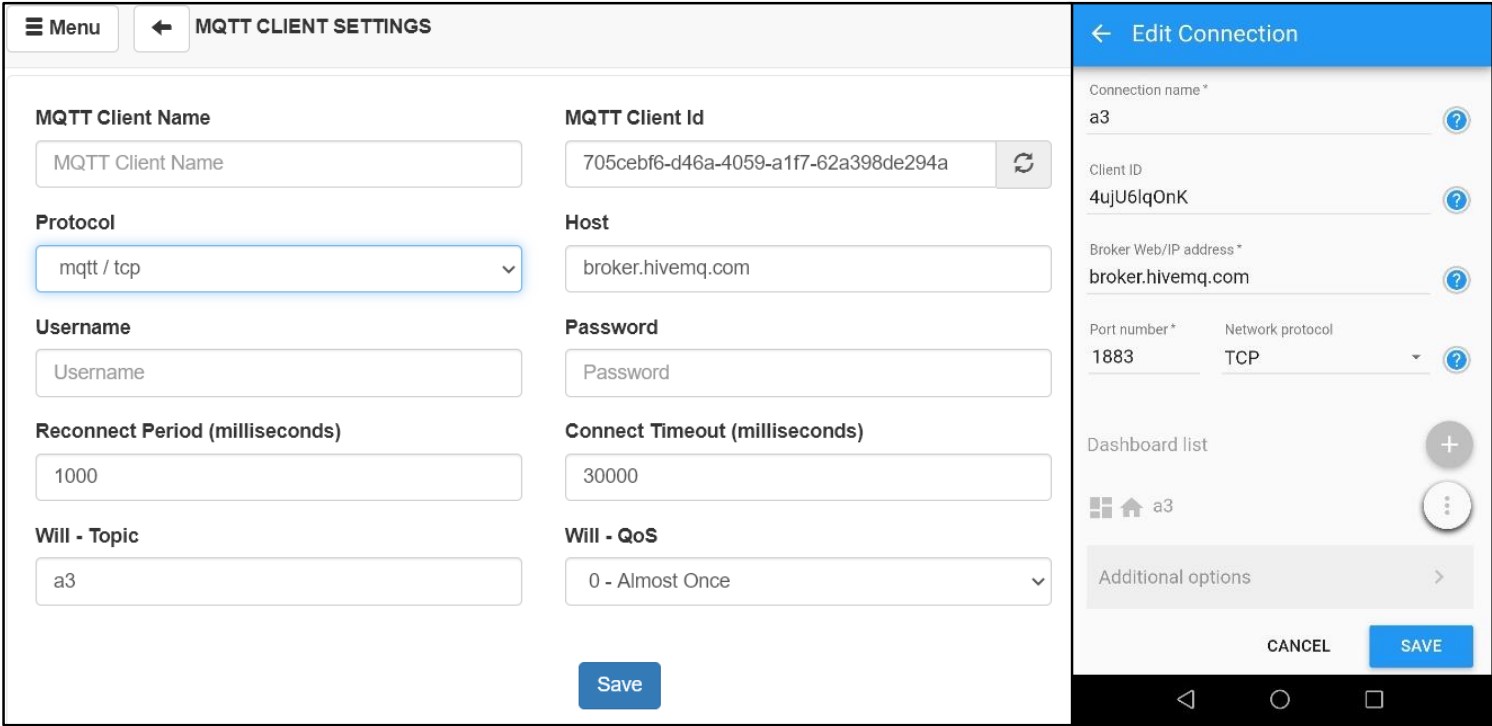 Menu
MQTT CLIENT SETTINGS
MQTT Client Name
MQTT Client Id
MQTT Client Name
705cebf6-d46a-4059-a1f7-62a398de294a
Protocol
Host
mqtt / tcp
broker.hivemq.com
Username
Password
Username
Password
Reconnect Period (milliseconds)
Connect Timeout (milliseconds)
1000
30000
Will - Topic
Will - QoS
a3
0 - Almost Once
Save
Edit Connection
Connection name *
a3
?
Client ID
4ujU6lqOnK
?
Broker Web/IP address *
broker.hivemq.com
?
Port number *
Network protocol
1883
TCP
?
Dashboard list
a3
Additional options
CANCEL
SAVE